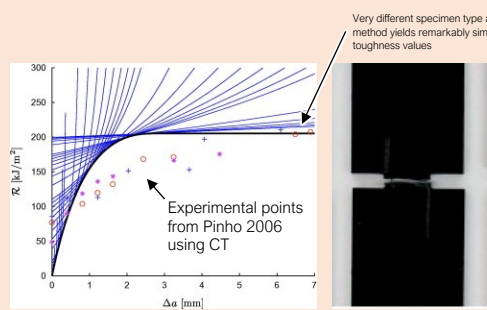 Very different specimen type a
method yields remarkably sim
toughness values
300
250
200
150
100
50
0
ℛ [kJ/m²]
Experimental points
from Pinho 2006
using CT
0 1 2 3 4 5 6 7
Δa [mm]